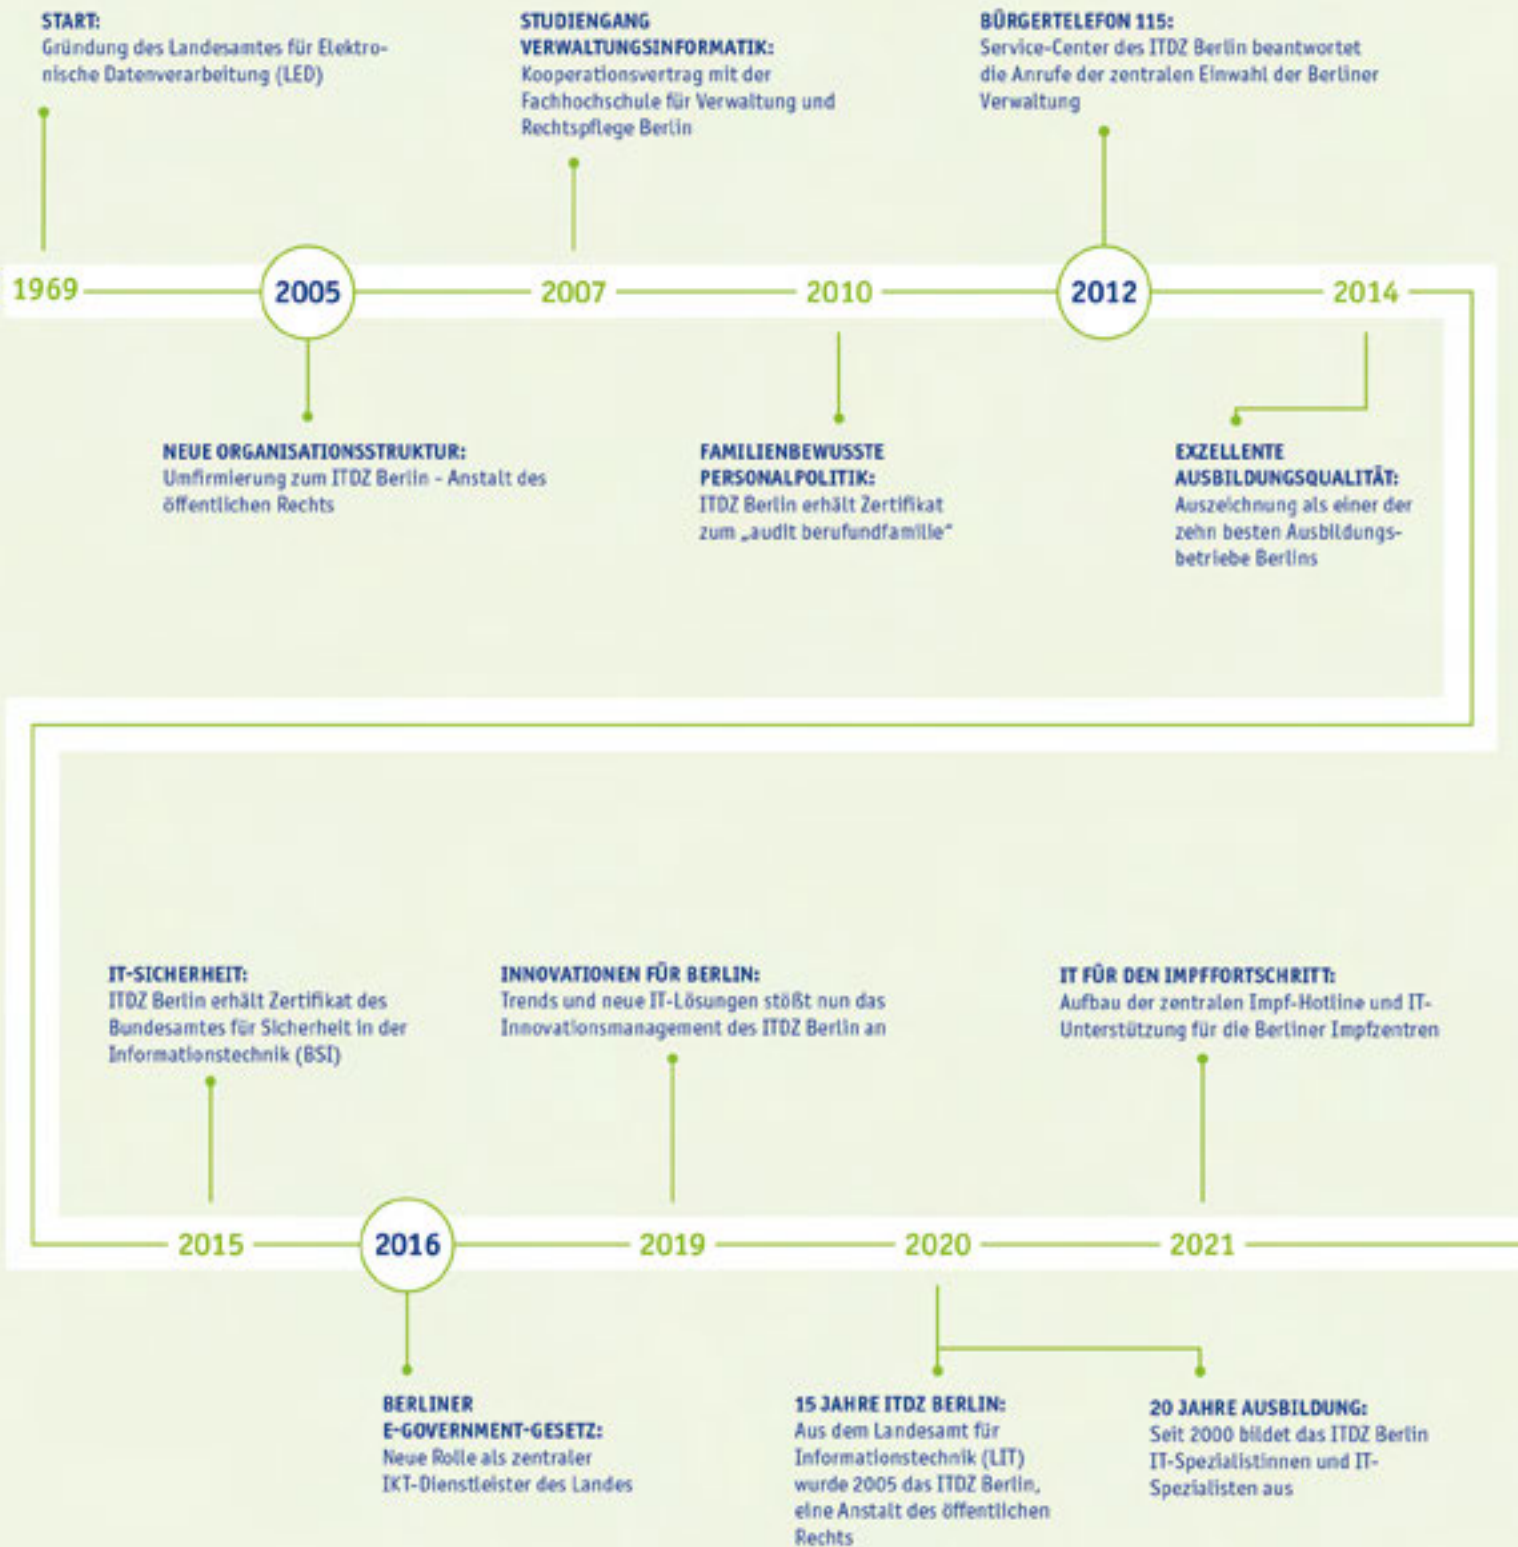 START:
Gründung des Landesamtes für Elektro-
nische Datenverarbeitung (LED)
STUDIENGANG
VERWALTUNGSINFORMATIK:
Kooperationsvertrag mit der
Fachhochschule für Verwaltung und
Rechtspflege Berlin
BÜRGERTELEFON 115:
Service-Center des ITDZ Berlin beantwortet
die Anrufe der zentralen Einwahl der Berliner
Verwaltung
1969
2005
2007
2010
2012
2014
NEUE ORGANISATIONSSTRUKTUR:
Umfirmierung zum ITDZ Berlin – Anstalt des
öffentlichen Rechts
FAMILIENBEWUSSTE
PERSONALPOLITIK:
ITDZ Berlin erhält Zertifikat
zum „audit berufundfamilie“
EXZELLENTE
AUSBILDUNGSQUALITÄT:
Auszeichnung als einer der
zehn besten Ausbildungs-
betriebe Berlins
IT-SICHERHEIT:
ITDZ Berlin erhält Zertifikat des
Bundesamtes für Sicherheit in der
Informationstechnik (BSI)
INNOVATIONEN FÜR BERLIN:
Trends und neue IT-Lösungen stößt nun das
Innovationsmanagement des ITDZ Berlin an
IT FÜR DEN IMPFFORTSCHRITT:
Aufbau der zentralen Impf-Hotline und IT-
Unterstützung für die Berliner Impfzentren
2015
2016
2019
2020
2021
BERLINER
E-GOVERNMENT-GESETZ:
Neue Rolle als zentraler
IKT-Dienstleister des Landes
15 JAHRE ITDZ BERLIN:
Aus dem Landesamt für
Informationstechnik (LIT)
wurde 2005 das ITDZ Berlin,
eine Anstalt des öffentlichen
Rechts
20 JAHRE AUSBILDUNG:
Seit 2000 bildet das ITDZ Berlin
IT-Spezialistinnen und IT-
Spezialisten aus